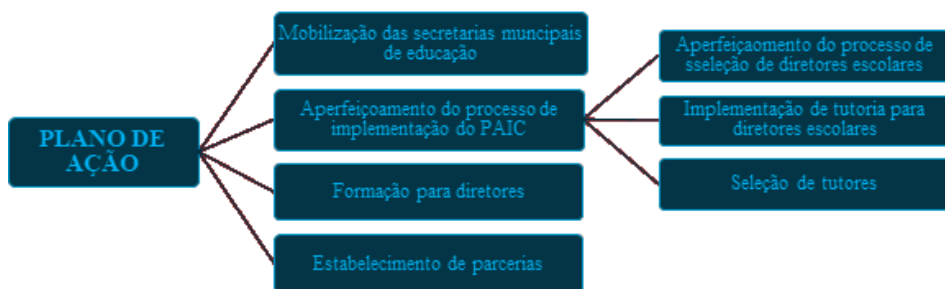 PLANO DE
AÇÃO
Mobilização das secretarias muncipais
de educação
Aperfeiçoamento do processo de
implementação do PAIC
Formação para diretores
Estabelecimento de parcerias
Aperfeiçaomento do processo de
sseleção de diretores escolares
Implementação de tutoria para
diretores escolares
Seleção de tutores